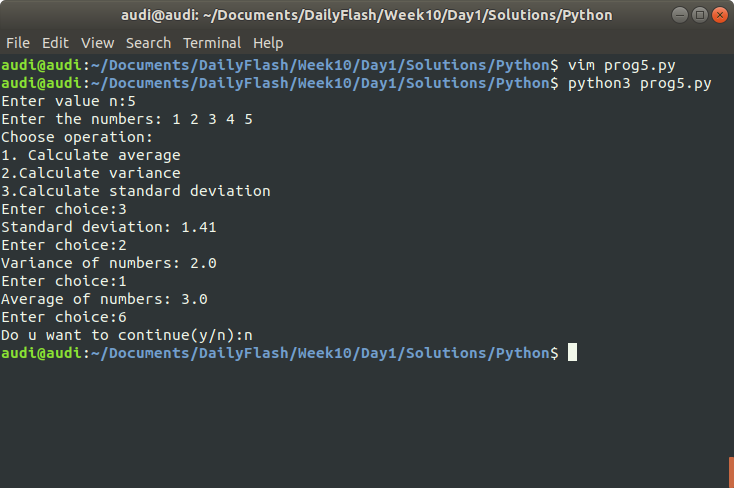 audi@audi: ~/Documents/DailyFlash/Week10/Day1/Solutions/Python
File Edit View Search Terminal Help
audi@audi:~/Documents/DailyFlash/Week10/Day1/Solutions/Python$ vim prog5.py
audi@audi:~/Documents/DailyFlash/Week10/Day1/Solutions/Python$ python3 prog5.py
Enter value n:5
Enter the numbers: 1 2 3 4 5
Choose operation:
1. Calculate average
2.Calculate variance
3.Calculate standard deviation
Enter choice:3
Standard deviation: 1.41
Enter choice:2
Variance of numbers: 2.0
Enter choice:1
Average of numbers: 3.0
Enter choice:6
Do u want to continue(y/n):n
audi@audi:~/Documents/DailyFlash/Week10/Day1/Solutions/Python$